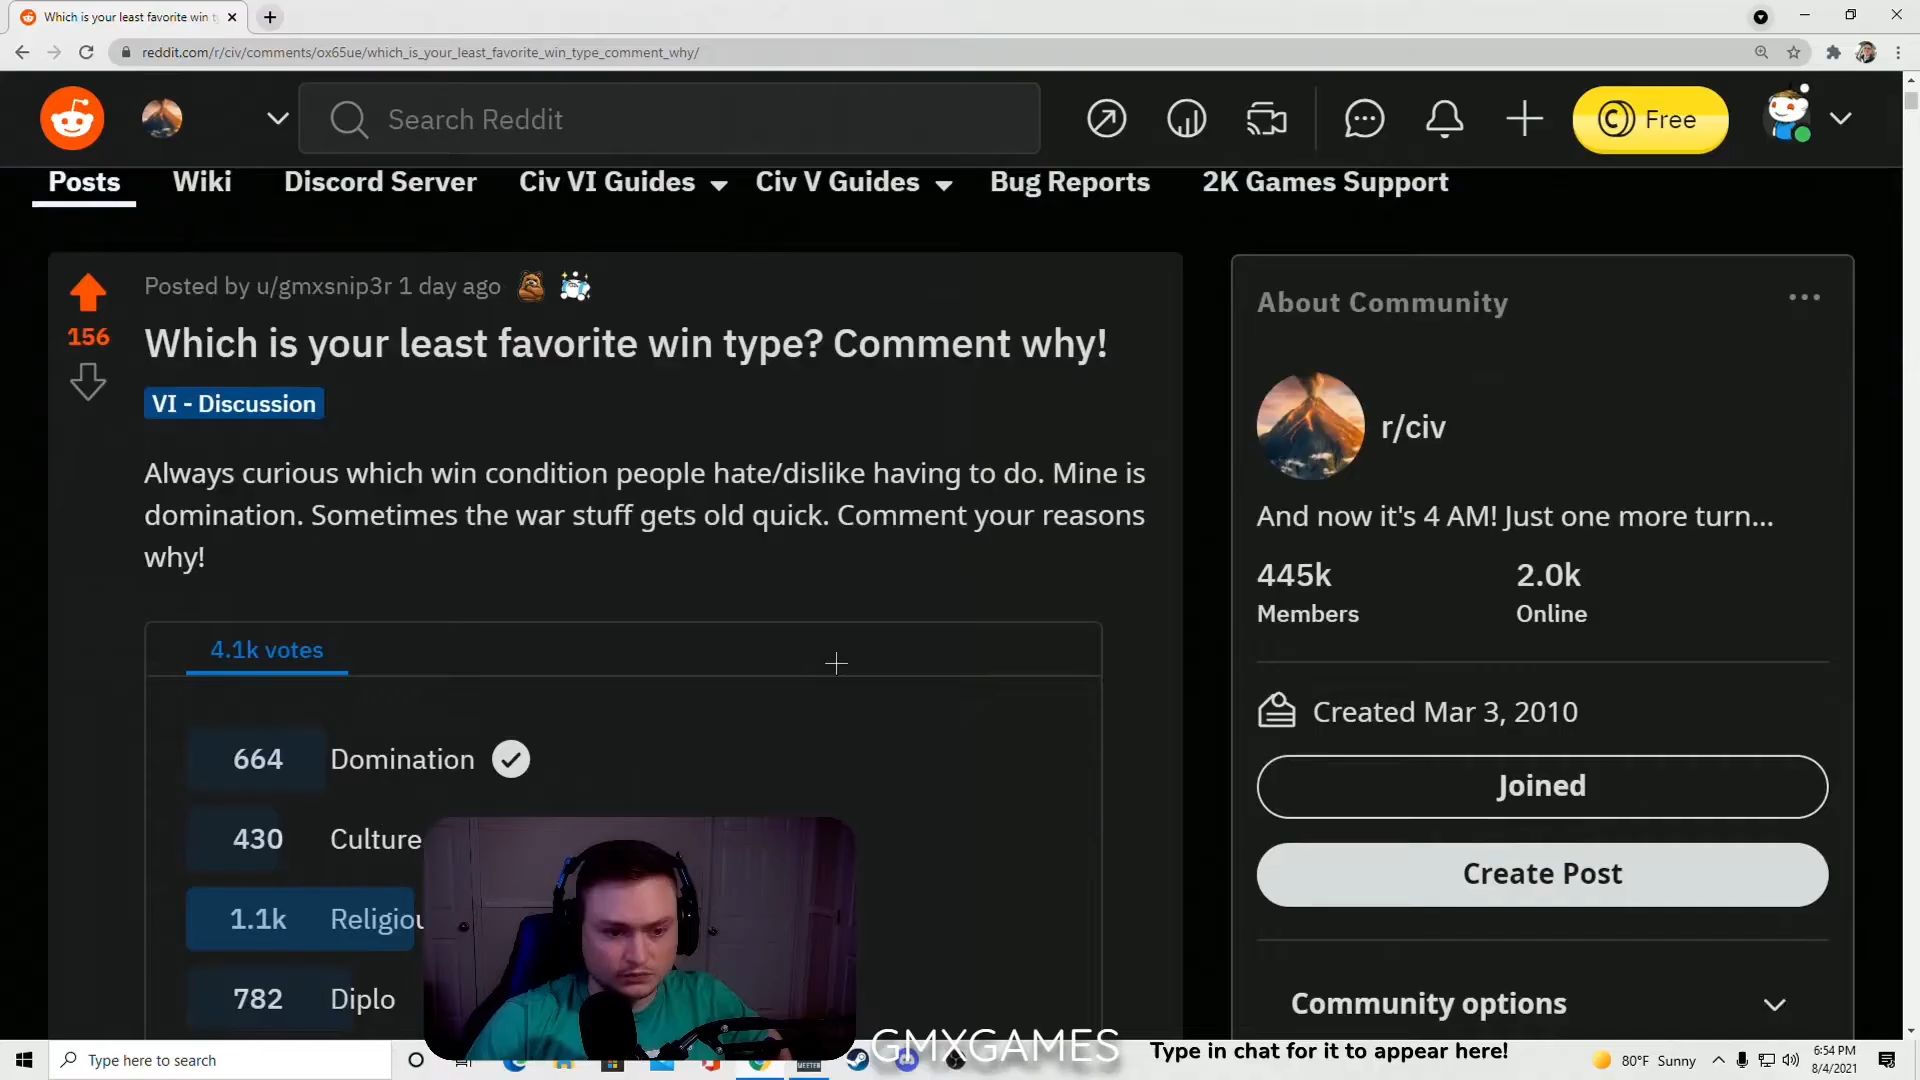 Which is your least favorite win
reddit.com/r/civ/comments/ox65ue/which_is_your_least_favorite_win_type_comment_why/
Search Reddit
Free
Posts Wiki Discord Server Civ VI Guides Civ V Guides Bug Reports 2K Games Support
Posted by u/gmxsnip3r 1 day ago
156
Which is your least favorite win type? Comment why!
VI - Discussion
Always curious which win condition people hate/dislike having to do. Mine is
domination. Sometimes the war stuff gets old quick. Comment your reasons
why!
4.1k votes
664 Domination
430 Culture
1.1k Religiou
782 Diplo
About Community
r/civ
And now it's 4 AM! Just one more turn...
445k 2.0k
Members Online
Created Mar 3, 2010
Joined
Create Post
Community options
GMXGAMES
Type in chat for it to appear here!
Type here to search
80°F Sunny
6:54 PM
8/4/2021